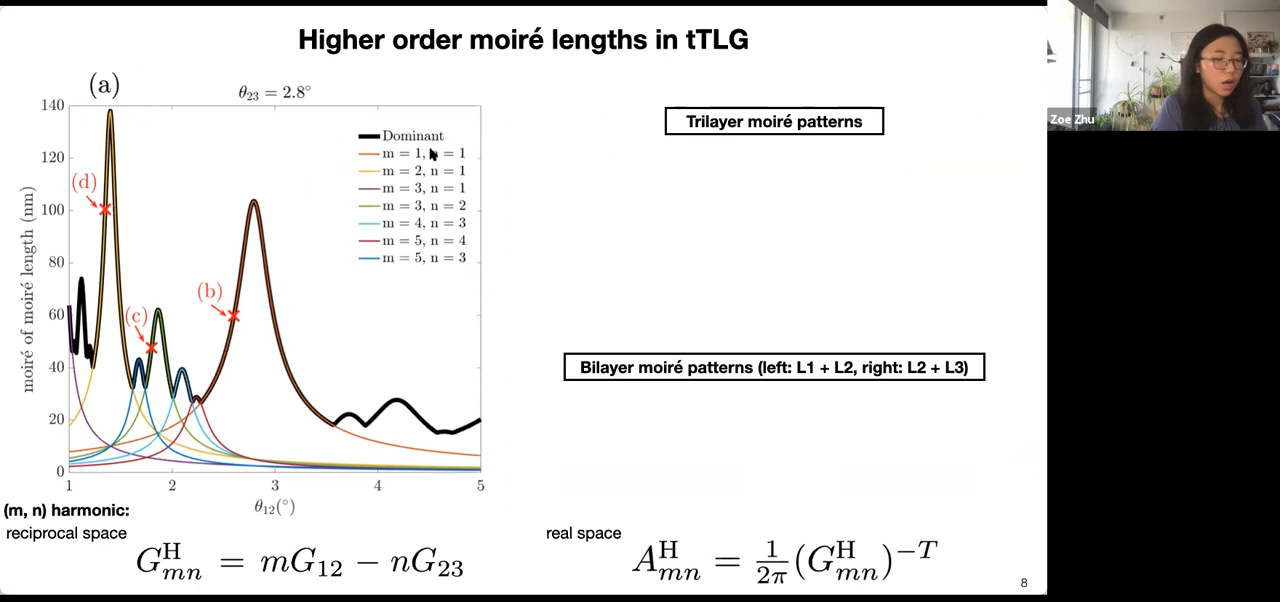 Higher order moiré lengths in tTLG
(a)
θ₂₃ = 2.8°
140
120
100
80
60
40
20
0
moiré of moiré length (nm)
Dominant
m = 1, = 1
m = 2, n = 1
m = 3, n = 1
m = 3, n = 2
m = 4, n = 3
m = 5, n = 4
m = 5, n = 3
(d)
(c)
(b)
1 2 3 4 5
θ₁₂(°)
Trilayer moiré patterns
Bilayer moiré patterns (left: L1 + L2, right: L2 + L3)
(m, n) harmonic:
reciprocal space
G^H_mn = mG₁₂ − nG₂₃
real space
A^H_mn = 1/2π (G^H_mn)^−T
8
Zoe Zhu